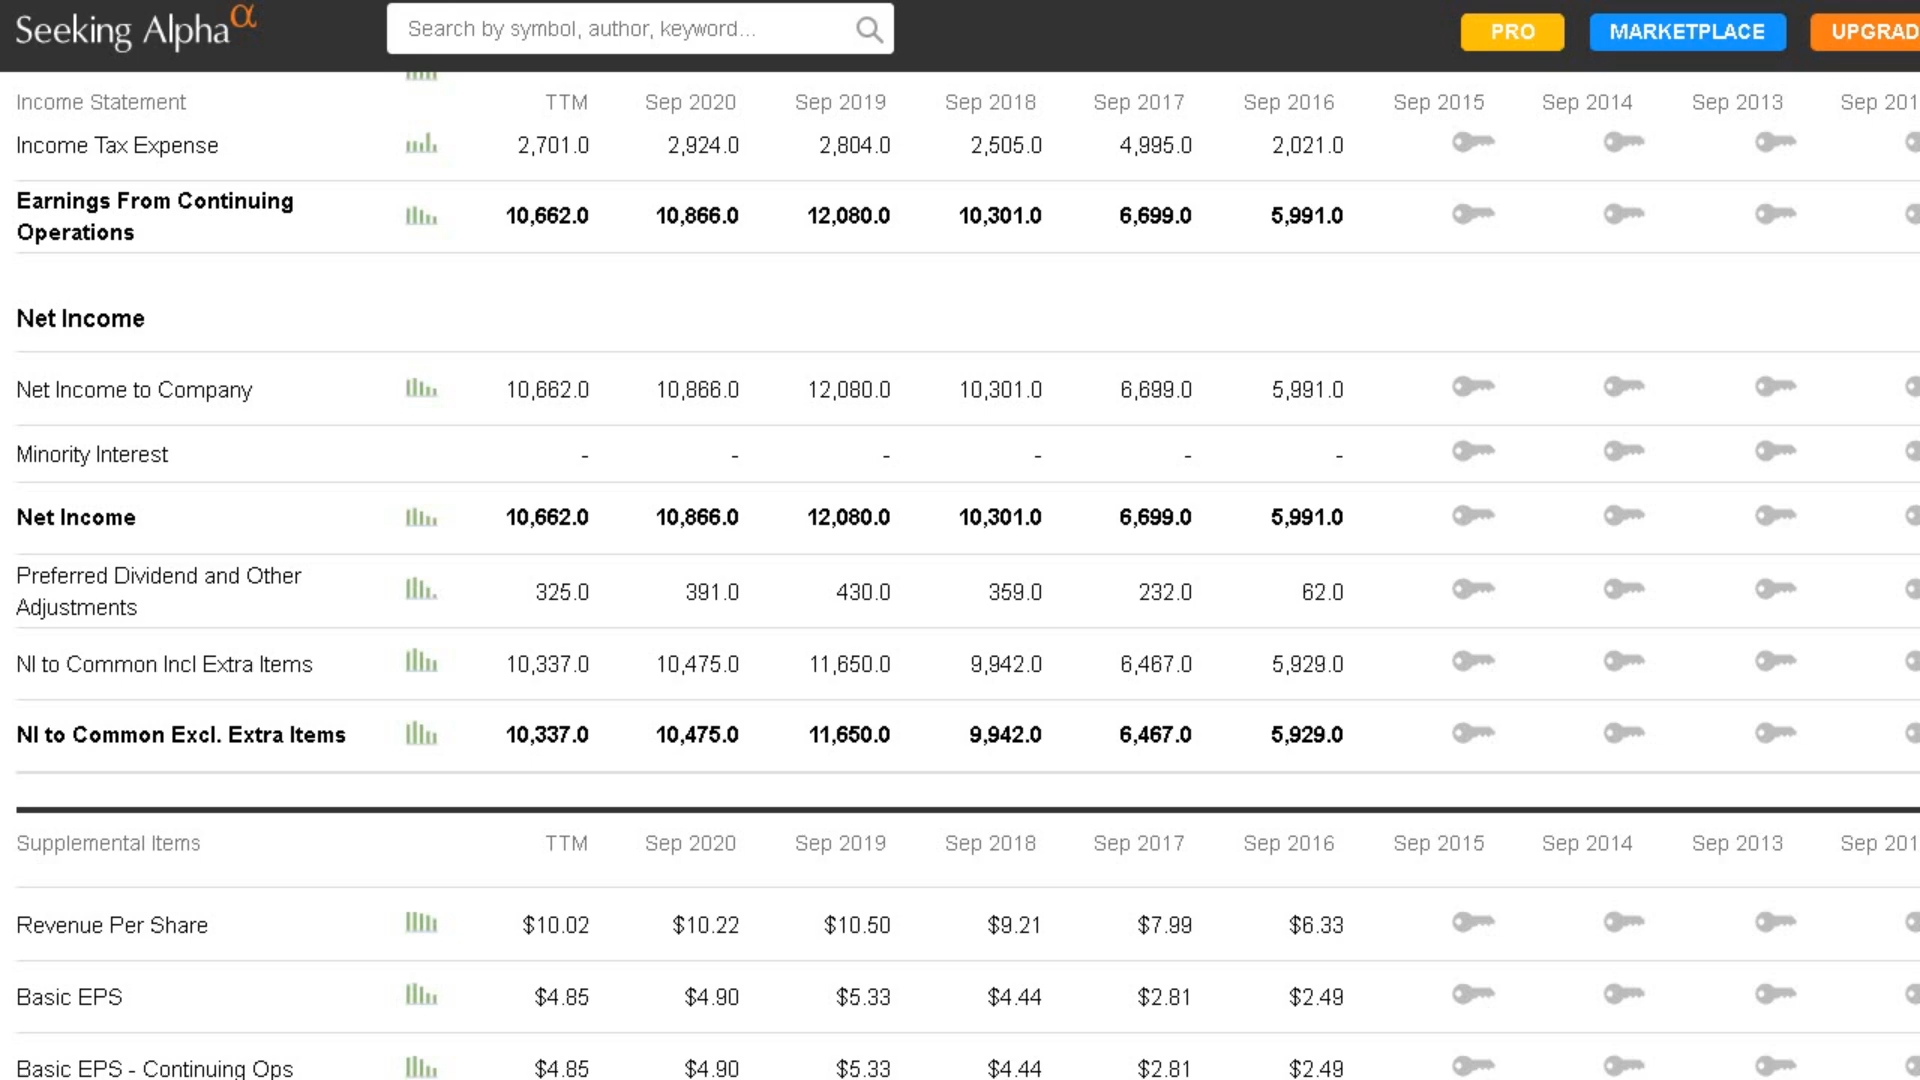 Seeking Alpha α
Search by symbol, author, keyword...
PRO
MARKETPLACE
UPGRAD
Income Statement TTM Sep 2020 Sep 2019 Sep 2018 Sep 2017 Sep 2016 Sep 2015 Sep 2014 Sep 2013 Sep 201
Income Tax Expense 2,701.0 2,924.0 2,804.0 2,505.0 4,995.0 2,021.0
Earnings From Continuing
Operations 10,662.0 10,866.0 12,080.0 10,301.0 6,699.0 5,991.0
Net Income
Net Income to Company 10,662.0 10,866.0 12,080.0 10,301.0 6,699.0 5,991.0
Minority Interest - - - - - -
Net Income 10,662.0 10,866.0 12,080.0 10,301.0 6,699.0 5,991.0
Preferred Dividend and Other
Adjustments 325.0 391.0 430.0 359.0 232.0 62.0
NI to Common Incl Extra Items 10,337.0 10,475.0 11,650.0 9,942.0 6,467.0 5,929.0
NI to Common Excl. Extra Items 10,337.0 10,475.0 11,650.0 9,942.0 6,467.0 5,929.0
Supplemental Items TTM Sep 2020 Sep 2019 Sep 2018 Sep 2017 Sep 2016 Sep 2015 Sep 2014 Sep 2013 Sep 201
Revenue Per Share $10.02 $10.22 $10.50 $9.21 $7.99 $6.33
Basic EPS $4.85 $4.90 $5.33 $4.44 $2.81 $2.49
Basic EPS - Continuing Ops $4.85 $4.90 $5.33 $4.44 $2.81 $2.49